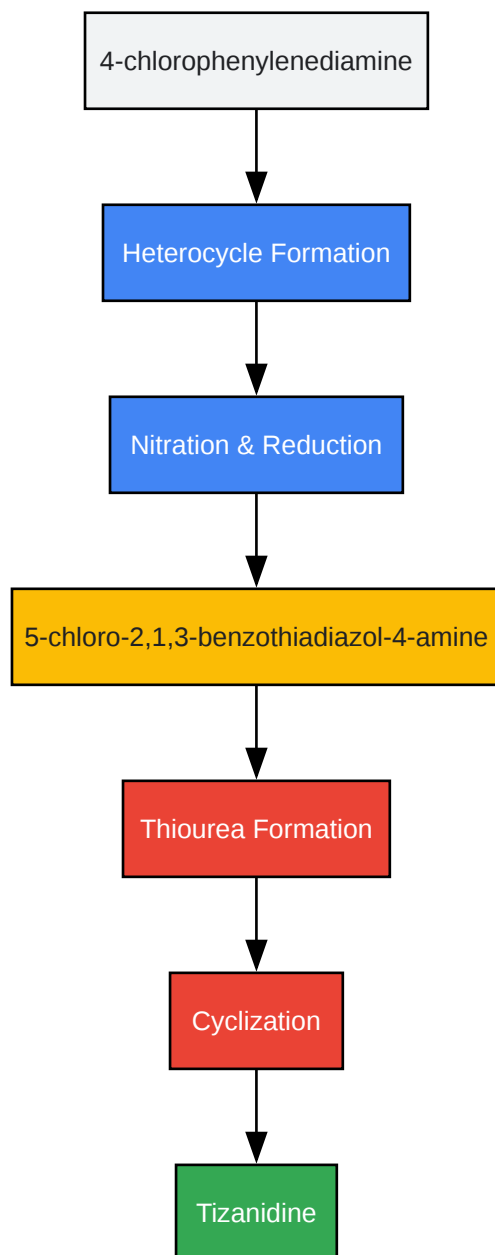 4-chlorophenylenediamine
Heterocycle Formation
Nitration & Reduction
5-chloro-2,1,3-benzothiadiazol-4-amine
Thiourea Formation
Cyclization
Tizanidine